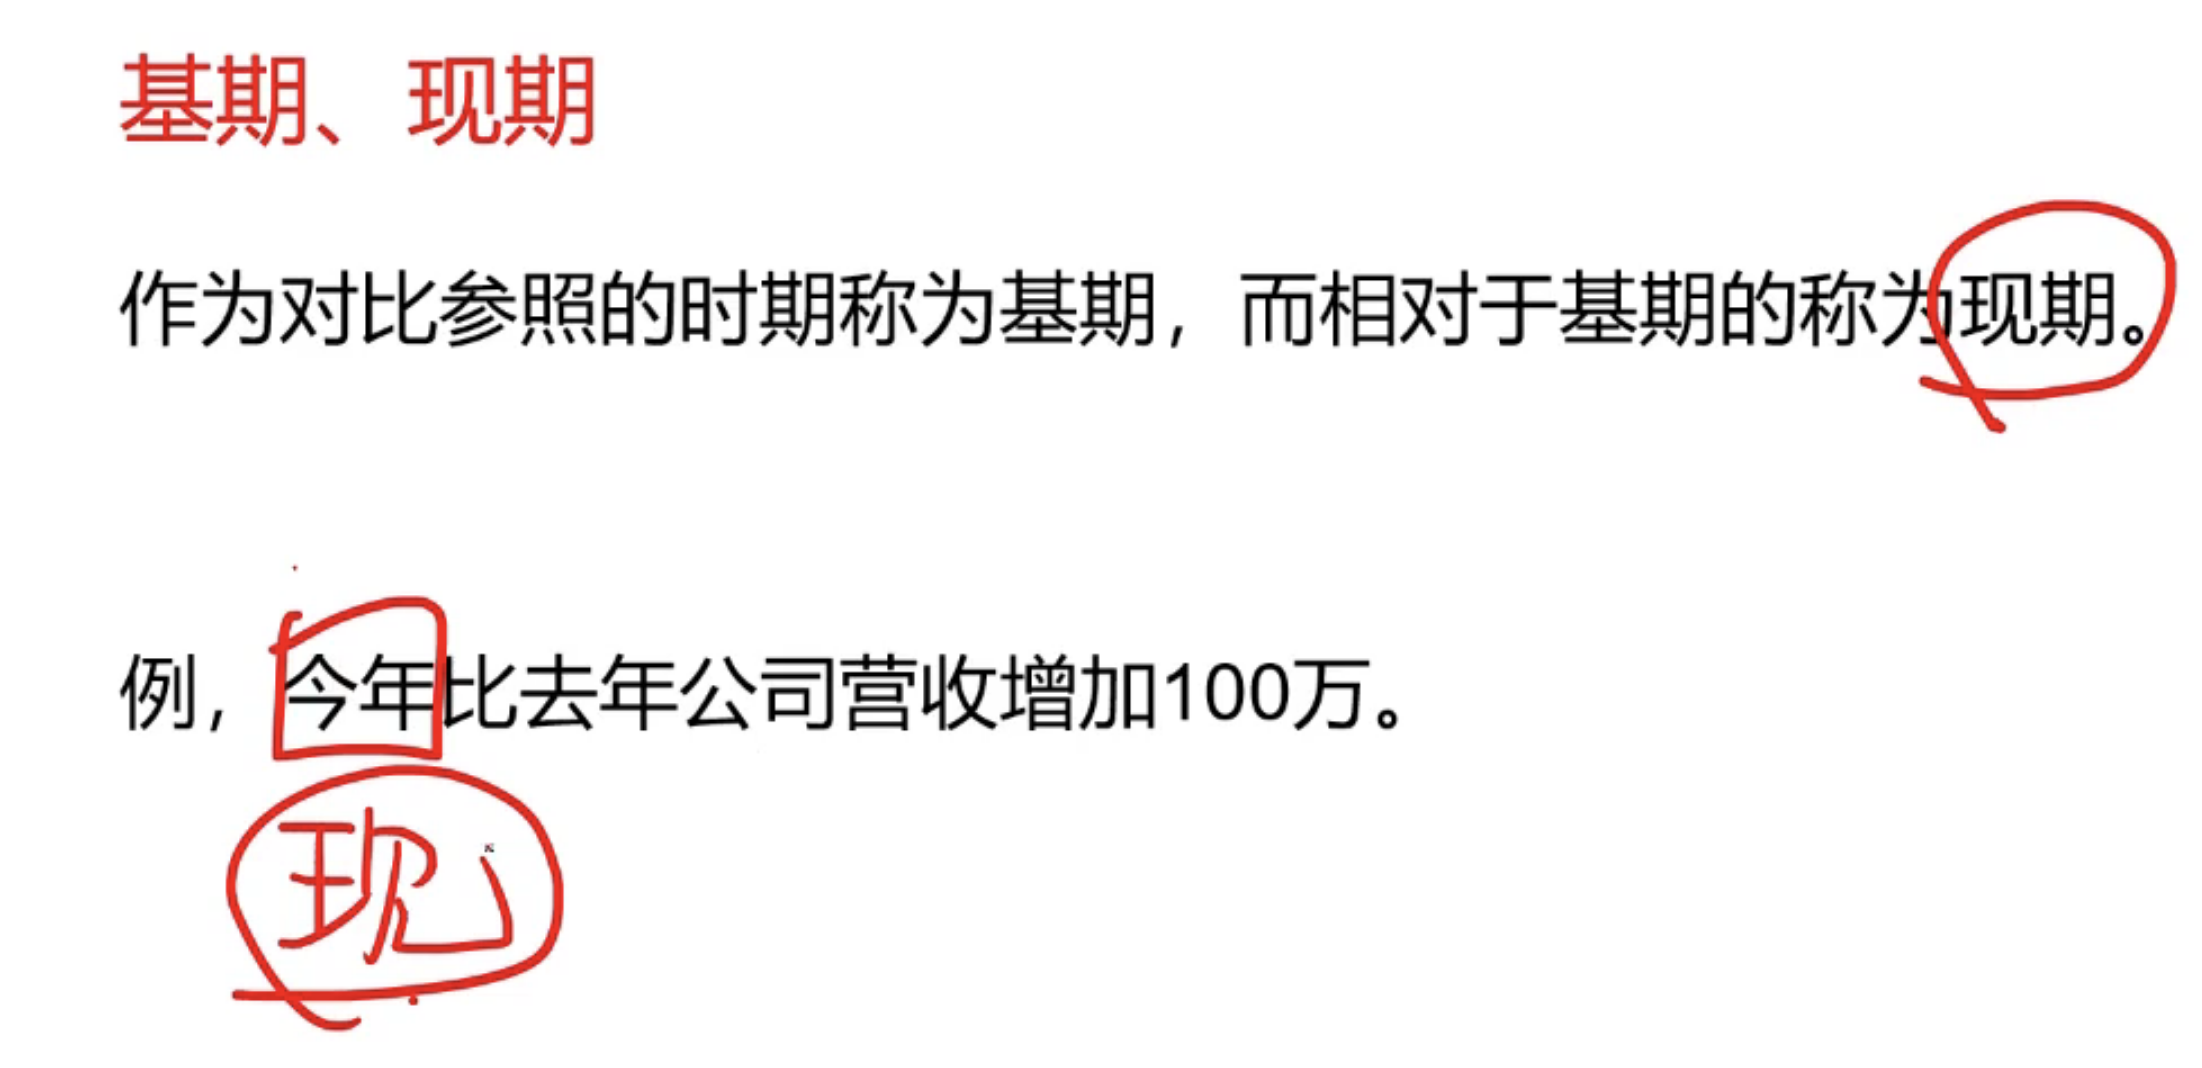 基期、现期
作为对比参照的时期称为基期，而相对于基期的称为现期。
例，今年比去年公司营收增加100万。
现